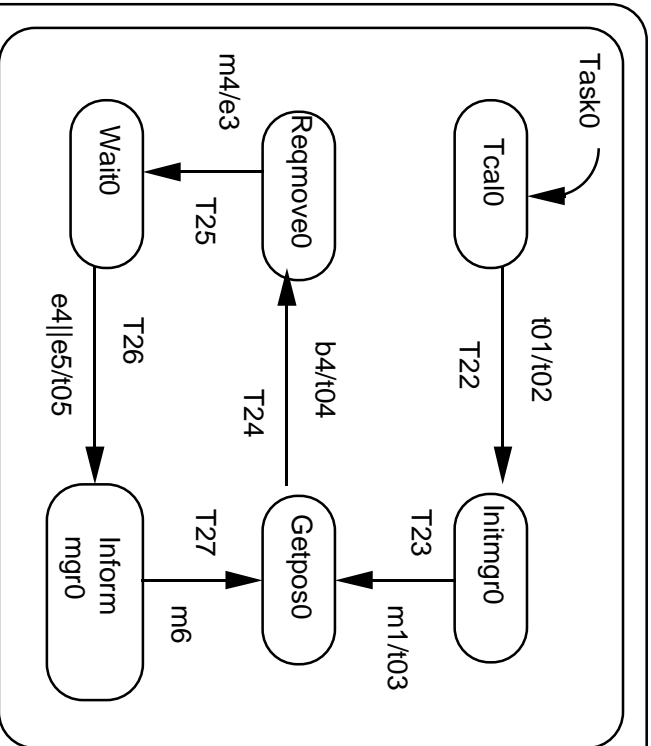 Task0
Tcal0
t01/t02
T22
Initmgr0
T23
m1/t03
Reqmove0
b4/t04
T24
Getpos0
m4/e3
T25
Wait0
T26
e4||e5/t05
T27
m6
Inform
mgr0